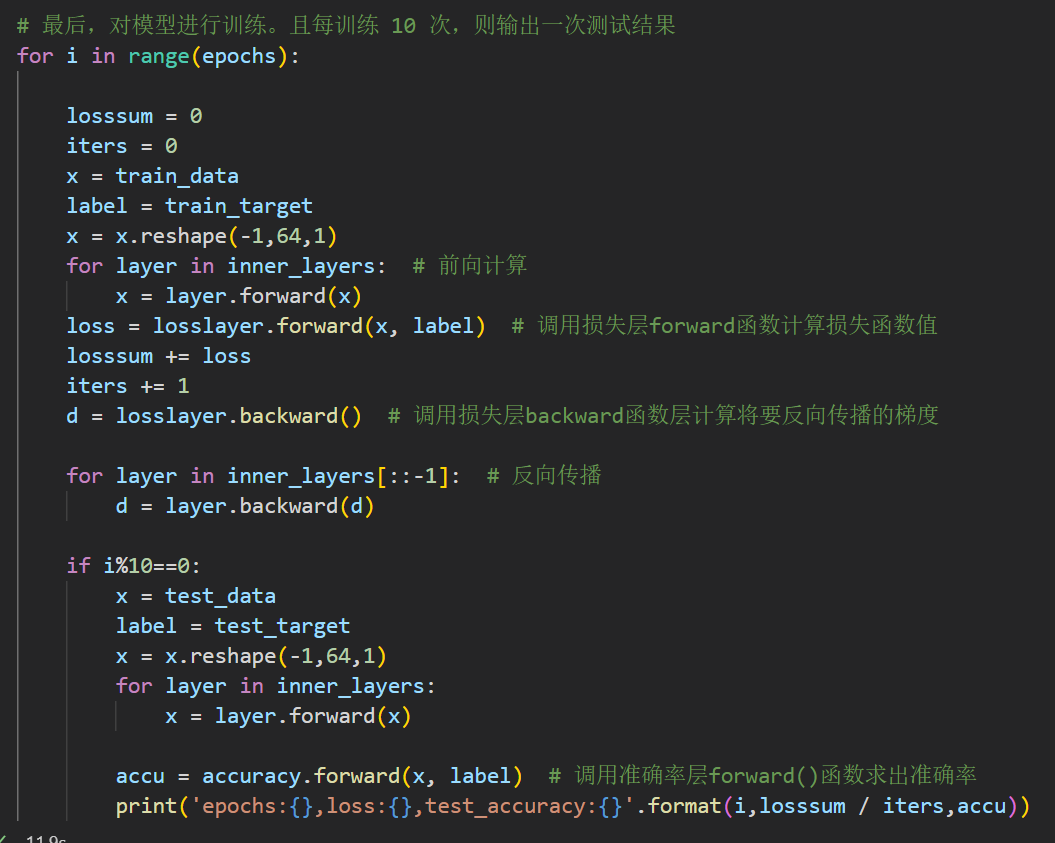 # 最后，对模型进行训练。且每训练 10 次，则输出一次测试结果
for i in range(epochs):
losssum = 0
iters = 0
x = train_data
label = train_target
x = x.reshape(-1,64,1)
for layer in inner_layers:  # 前向计算
x = layer.forward(x)
loss = losslayer.forward(x, label)  # 调用损失层forward函数计算损失函数值
losssum += loss
iters += 1
d = losslayer.backward()  # 调用损失层backward函数层计算将要反向传播的梯度
for layer in inner_layers[::-1]:  # 反向传播
d = layer.backward(d)
if i%10==0:
x = test_data
label = test_target
x = x.reshape(-1,64,1)
for layer in inner_layers:
x = layer.forward(x)
accu = accuracy.forward(x, label)  # 调用准确率层forward()函数求出准确率
print('epochs:{},loss:{},test_accuracy:{}'.format(i,losssum / iters,accu))